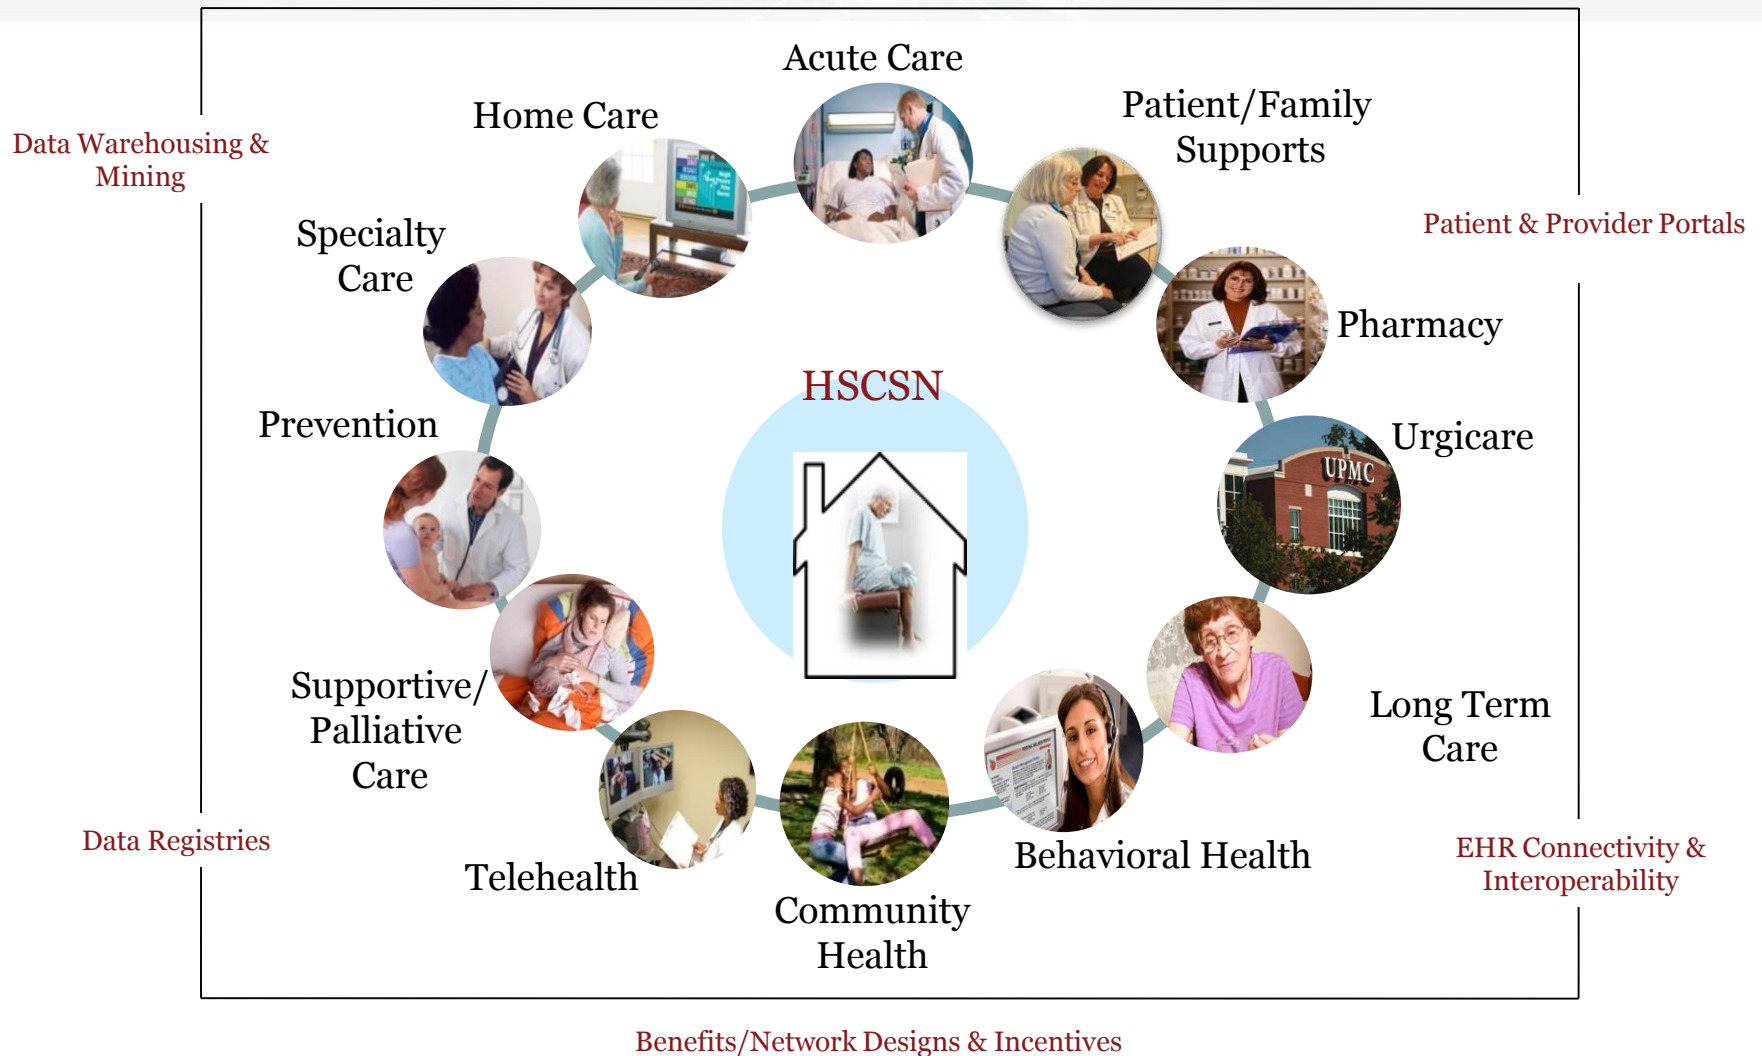 Acute Care
Home Care
Patient/Family
Supports
Data Warehousing &
Mining
Specialty
Care
Patient & Provider Portals
Pharmacy
HSCSN
Prevention
Urgicare
UPMC
Supportive/
Palliative
Care
Long Term
Care
Data Registries
Telehealth
Behavioral Health
EHR Connectivity &
Interoperability
Community
Health
Benefits/Network Designs & Incentives